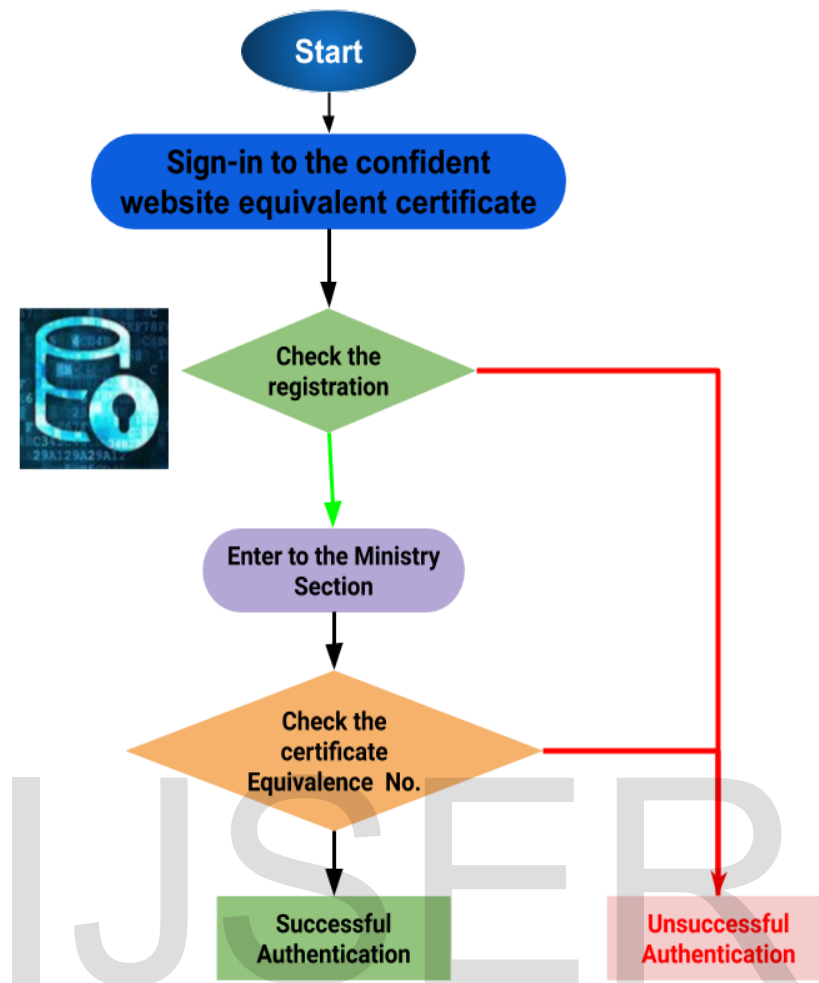 Start
Sign-in to the confident
website equivalent certificate
Check the
registration
Enter to the Ministry
Section
Check the
certificate
Equivalence No.
Successful
Authentication
Unsuccessful
Authentication
IJSER